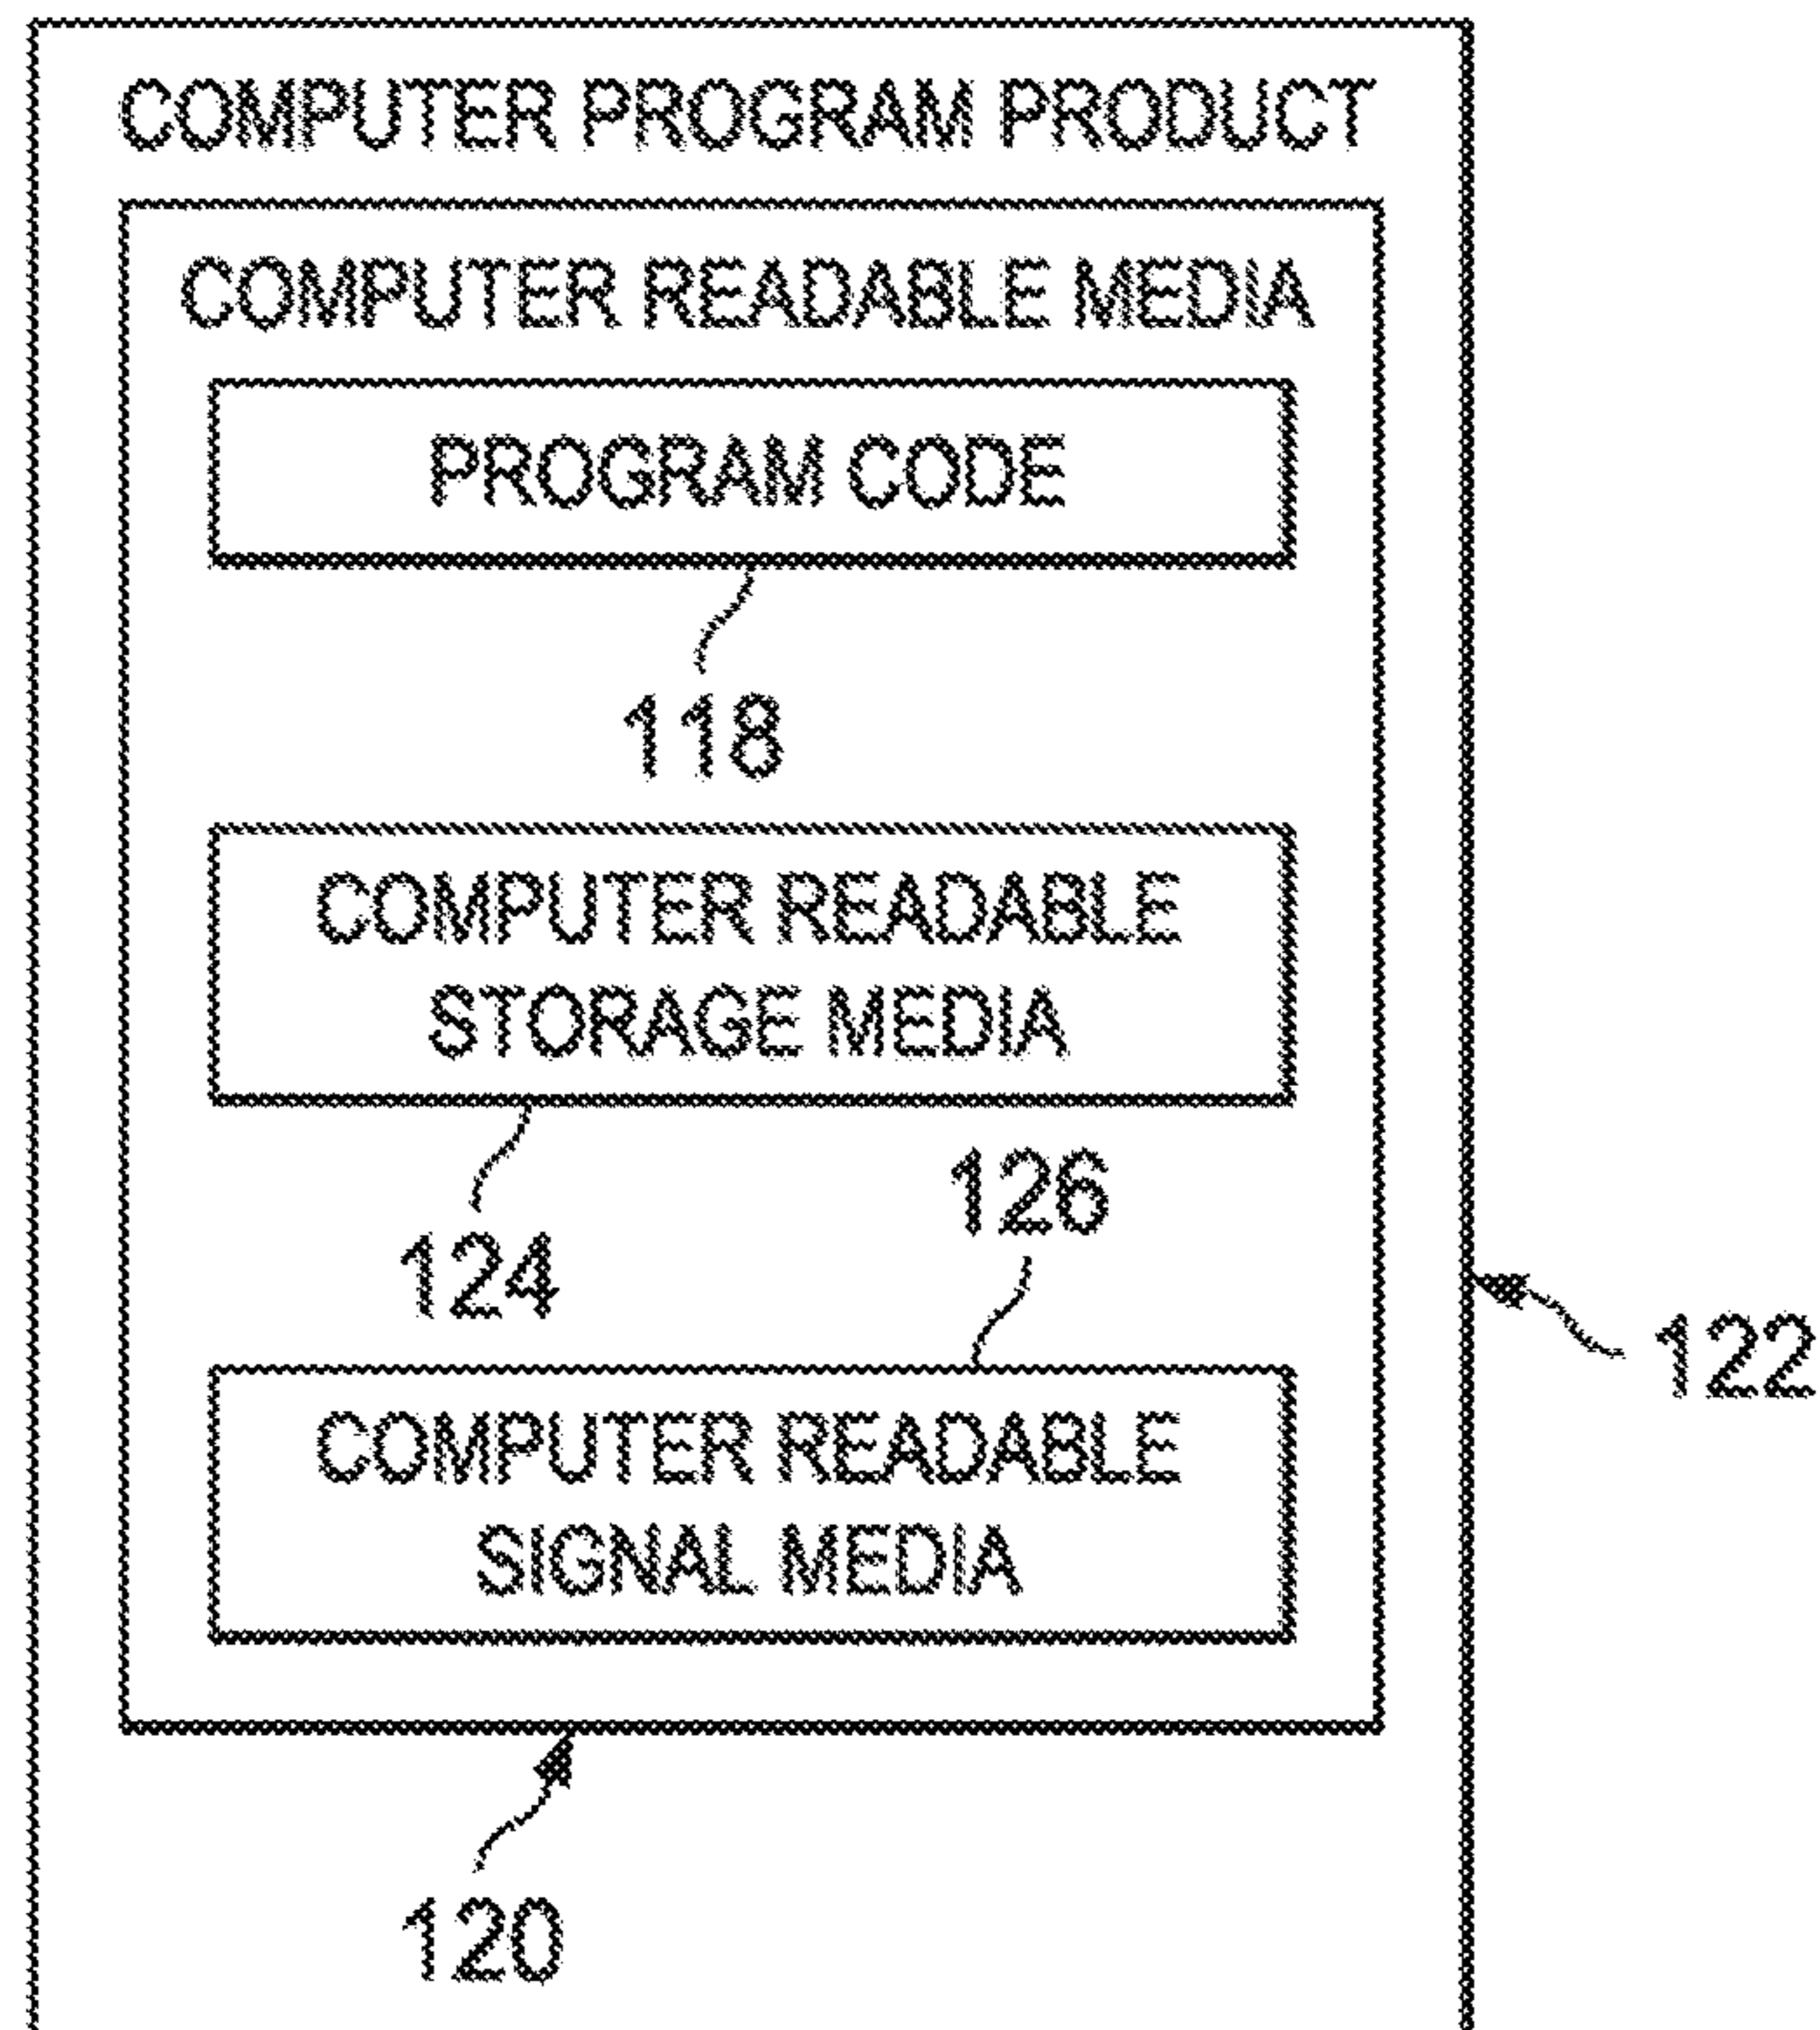 COMPUTER PROGRAM PRODUCT
COMPUTER READABLE MEDIA
PROGRAM CODE
118
COMPUTER READABLE
STORAGE MEDIA
124
126
COMPUTER READABLE
SIGNAL MEDIA
122
120